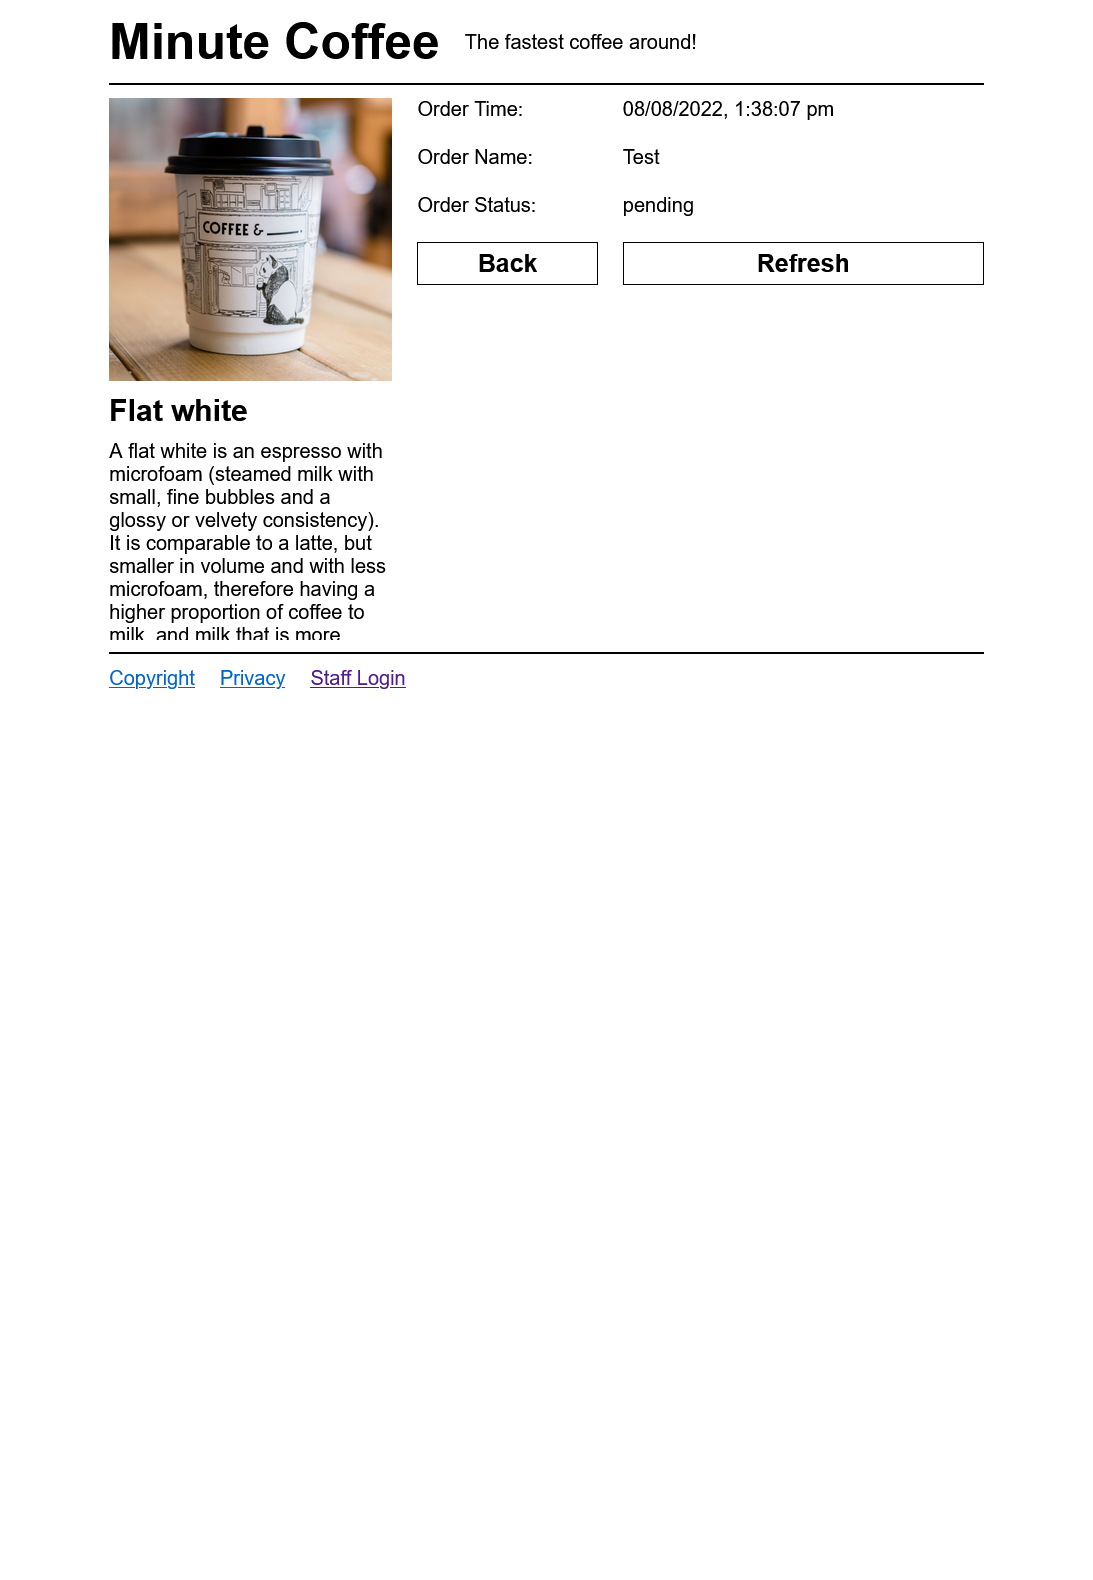 Minute Coffee The fastest coffee around!
COFFEE &
Order Time: 08/08/2022, 1:38:07 pm
Order Name: Test
Order Status: pending
Back Refresh
Flat white
A flat white is an espresso with
microfoam (steamed milk with
small, fine bubbles and a
glossy or velvety consistency).
It is comparable to a latte, but
smaller in volume and with less
microfoam, therefore having a
higher proportion of coffee to
milk, and milk that is more
Copyright Privacy Staff Login